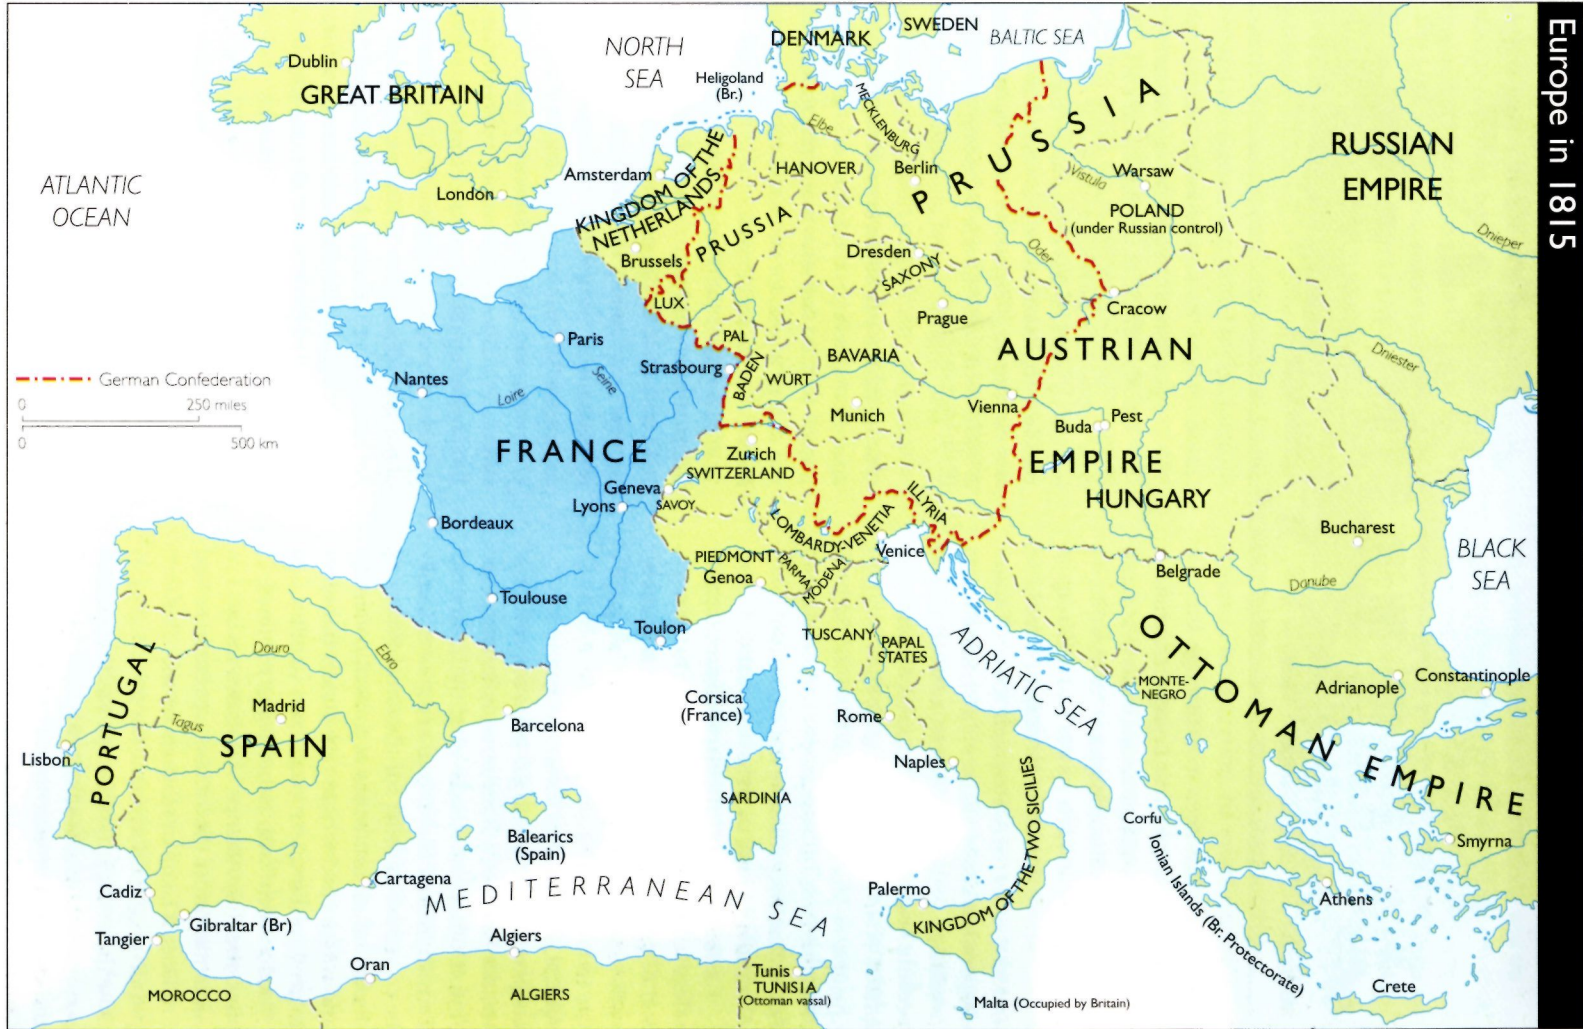 Europe in 1815
NORTH
SEA
DENMARK
SWEDEN
BALTIC SEA
Dublin
GREAT BRITAIN
Heligoland
(Br.)
MECKLENBURG
Elbe
PRUSSIA
RUSSIAN
EMPIRE
ATLANTIC
OCEAN
London
Amsterdam
KINGDOM OF THE
NETHERLANDS
HANOVER
Berlin
Warsaw
Vistula
POLAND
(under Russian control)
Dnieper
PRUSSIA
Brussels
Dresden
SAXONY
Oder
LUX
Prague
Cracow
Paris
PAL
Strasbourg
BADEN
WÜRT
BAVARIA
AUSTRIAN
EMPIRE
Dniester
German Confederation
0 250 miles
0 500 km
Nantes
Loire
Seine
Munich
Vienna
Buda
Pest
FRANCE
Zurich
SWITZERLAND
HUNGARY
Geneva
Lyons
SAVOY
ILLYRIA
LOMBARDY-VENETIA
Bordeaux
Bucharest
BLACK
SEA
PIEDMONT
Genoa
PARMA
MODENA
Venice
Belgrade
Danube
Toulouse
Toulon
TUSCANY
PAPAL
STATES
ADRIATIC SEA
OTTOMAN EMPIRE
PORTUGAL
Douro
Ebro
MONTE-
NEGRO
Adrianople
Constantinople
Madrid
Tagus
SPAIN
Barcelona
Corsica
(France)
Rome
Lisbon
Naples
SARDINIA
KINGDOM OF THE TWO SICILIES
Balearics
(Spain)
Corfu
Ionian Islands (Br. Protectorate)
Smyrna
Cadiz
Cartagena
MEDITERRANEAN SEA
Palermo
Athens
Gibraltar (Br)
Tangier
Algiers
Oran
MOROCCO
ALGIERS
Tunis
TUNISIA
(Ottoman vassal)
Malta (Occupied by Britain)
Crete